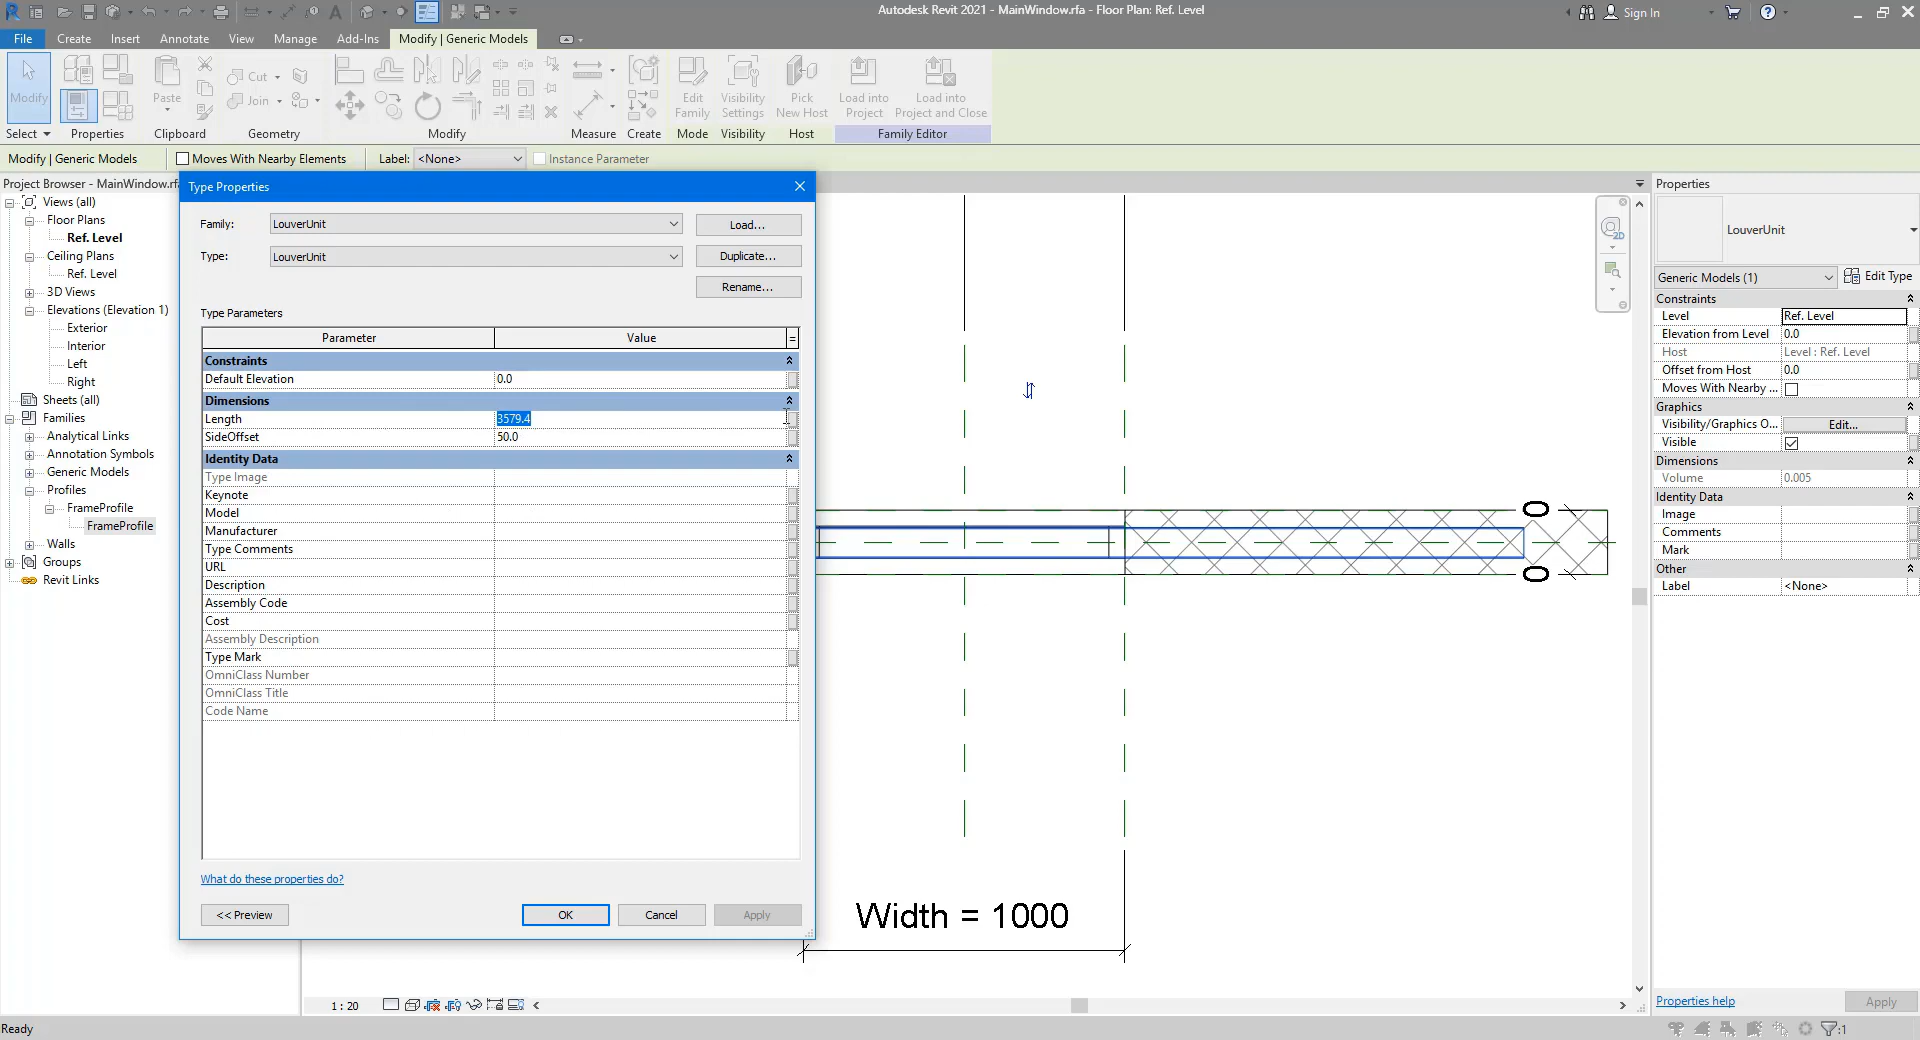 Autodesk Revit 2021 - MainWindow.rfa - Floor Plan: Ref. Level
Sign In
File
Create
Insert
Annotate
View
Manage
Add-Ins
Modify | Generic Models
Modify
Paste
Cut
Join
Edit
Family
Visibility
Settings
Pick
New Host
Load into
Project
Load into
Project and Close
Select
Properties
Clipboard
Geometry
Modify
Measure
Create
Mode
Visibility
Host
Family Editor
Modify | Generic Models
Moves With Nearby Elements
Label:
<None>
Instance Parameter
Project Browser - MainWindow.rfa
Views (all)
Floor Plans
Ref. Level
Ceiling Plans
Ref. Level
3D Views
Elevations (Elevation 1)
Exterior
Interior
Left
Right
Sheets (all)
Families
Analytical Links
Annotation Symbols
Generic Models
Profiles
FrameProfile
FrameProfile
Walls
Groups
Revit Links
Type Properties
Family:
LouverUnit
Load...
Type:
LouverUnit
Duplicate...
Rename...
Type Parameters
Parameter
Value
=
Constraints
Default Elevation
0.0
Dimensions
Length
3579.4
SideOffset
50.0
Identity Data
Type Image
Keynote
Model
Manufacturer
Type Comments
URL
Description
Assembly Code
Cost
Assembly Description
Type Mark
OmniClass Number
OmniClass Title
Code Name
What do these properties do?
<< Preview
OK
Cancel
Apply
0
0
Width = 1000
2D
Properties
LouverUnit
Generic Models (1)
Edit Type
Constraints
Level
Ref. Level
Elevation from Level
0.0
Host
Level : Ref. Level
Offset from Host
0.0
Moves With Nearby ...
Graphics
Visibility/Graphics O...
Edit...
Visible
Dimensions
Volume
0.005
Identity Data
Image
Comments
Mark
Other
Label
<None>
Properties help
Apply
1 : 20
Ready
:1